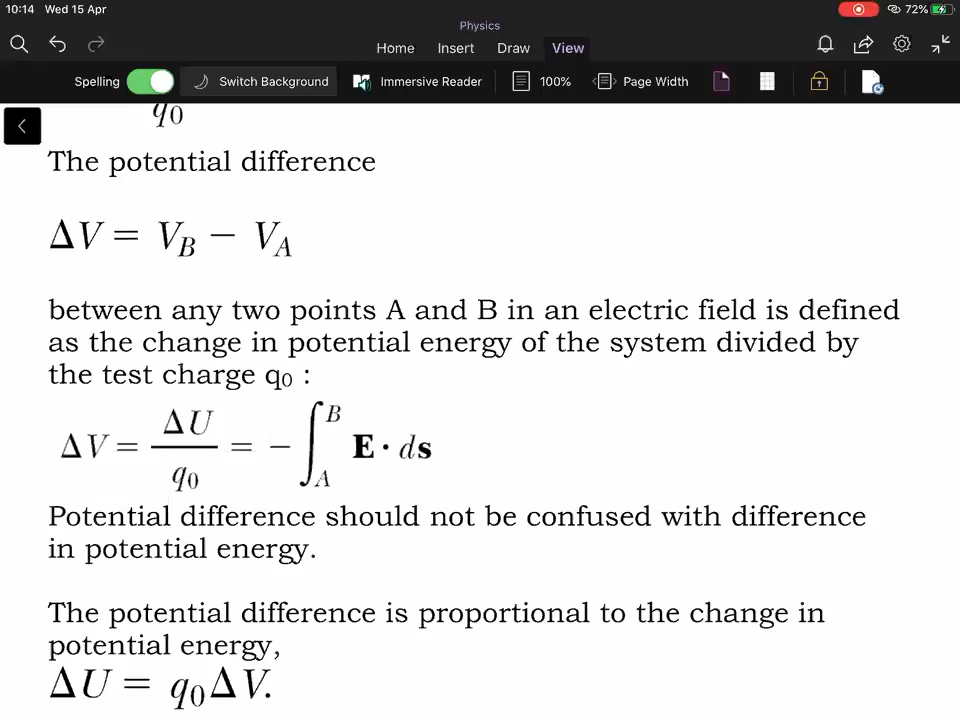 10:14 Wed 15 Apr
72%
Physics
Home Insert Draw View
Spelling Switch Background Immersive Reader 100% Page Width
q0
The potential difference
ΔV = VB − VA
between any two points A and B in an electric field is defined
as the change in potential energy of the system divided by
the test charge q0 :
ΔV = ΔU/q0 = − ∫_A^B E · ds
Potential difference should not be confused with difference
in potential energy.
The potential difference is proportional to the change in
potential energy,
ΔU = q0ΔV.